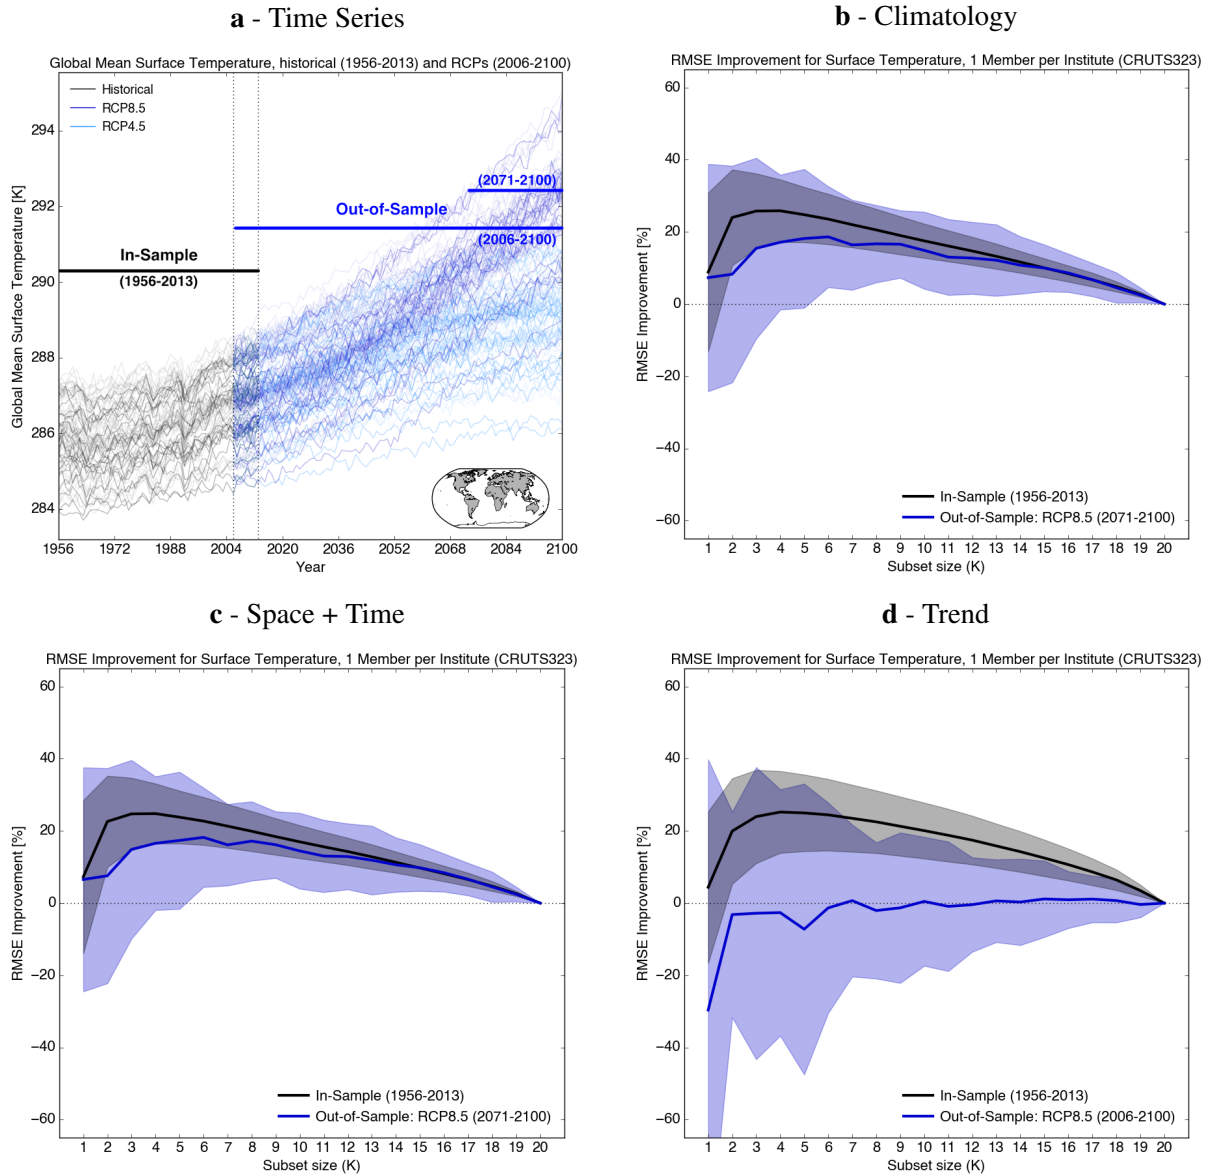 a - Time Series
Global Mean Surface Temperature, historical (1956-2013) and RCPs (2006-2100)
Global Mean Surface Temperature [K]
294
292
290
288
286
284
Historical
RCP8.5
RCP4.5
(2071-2100)
Out-of-Sample
(2006-2100)
In-Sample
(1956-2013)
1956 1972 1988 2004 2020 2036 2052 2068 2084 2100
Year
b - Climatology
RMSE Improvement for Surface Temperature, 1 Member per Institute (CRUTS323)
RMSE Improvement [%]
60
40
20
0
−20
−40
−60
In-Sample (1956-2013)
Out-of-Sample: RCP8.5 (2071-2100)
1 2 3 4 5 6 7 8 9 10 11 12 13 14 15 16 17 18 19 20
Subset size (K)
c - Space + Time
RMSE Improvement for Surface Temperature, 1 Member per Institute (CRUTS323)
RMSE Improvement [%]
60
40
20
0
−20
−40
−60
In-Sample (1956-2013)
Out-of-Sample: RCP8.5 (2071-2100)
1 2 3 4 5 6 7 8 9 10 11 12 13 14 15 16 17 18 19 20
Subset size (K)
d - Trend
RMSE Improvement for Surface Temperature, 1 Member per Institute (CRUTS323)
RMSE Improvement [%]
60
40
20
0
−20
−40
−60
In-Sample (1956-2013)
Out-of-Sample: RCP8.5 (2006-2100)
1 2 3 4 5 6 7 8 9 10 11 12 13 14 15 16 17 18 19 20
Subset size (K)